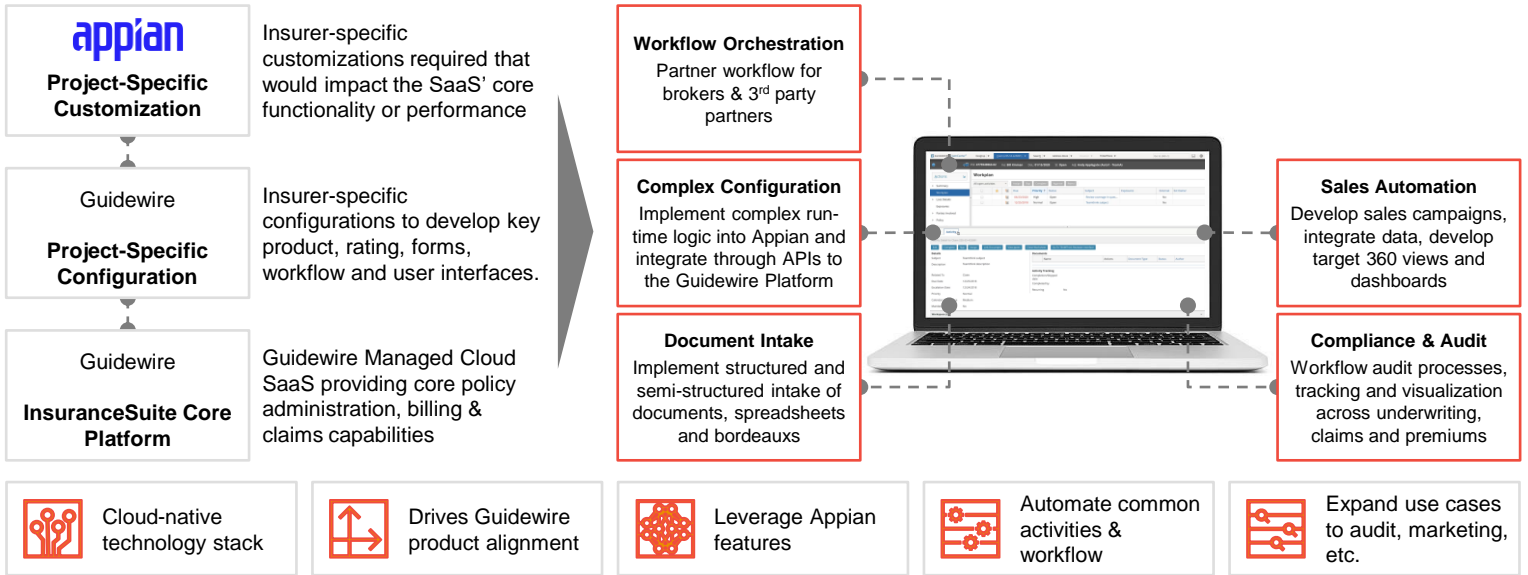 appian
Project-Specific
Customization
Insurer-specific
customizations required that
would impact the SaaS’ core
functionality or performance
Guidewire
Project-Specific
Configuration
Insurer-specific
configurations to develop key
product, rating, forms,
workflow and user interfaces.
Guidewire
InsuranceSuite Core
Platform
Guidewire Managed Cloud
SaaS providing core policy
administration, billing &
claims capabilities
Workflow Orchestration
Partner workflow for
brokers & 3rd party
partners
Complex Configuration
Implement complex run-
time logic into Appian and
integrate through APIs to
the Guidewire Platform
Document Intake
Implement structured and
semi-structured intake of
documents, spreadsheets
and bordeauxs
Workplan
Sales Automation
Develop sales campaigns,
integrate data, develop
target 360 views and
dashboards
Compliance & Audit
Workflow audit processes,
tracking and visualization
across underwriting,
claims and premiums
Cloud-native
technology stack
Drives Guidewire
product alignment
Leverage Appian
features
Automate common
activities &
workflow
Expand use cases
to audit, marketing,
etc.